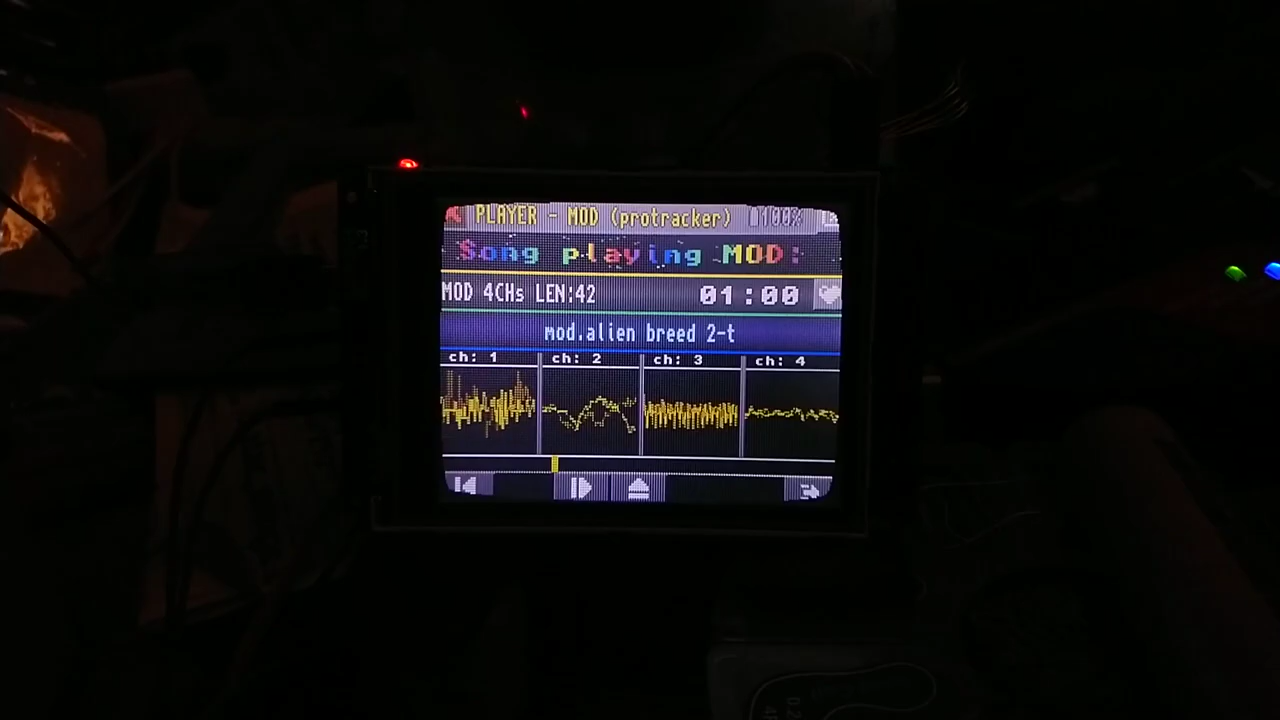 PLAYER - MOD (protracker) 100%
Song playing MOD:
MOD 4CHs LEN:42 01:00
mod.alien breed 2-t
ch: 1 ch: 2 ch: 3 ch: 4